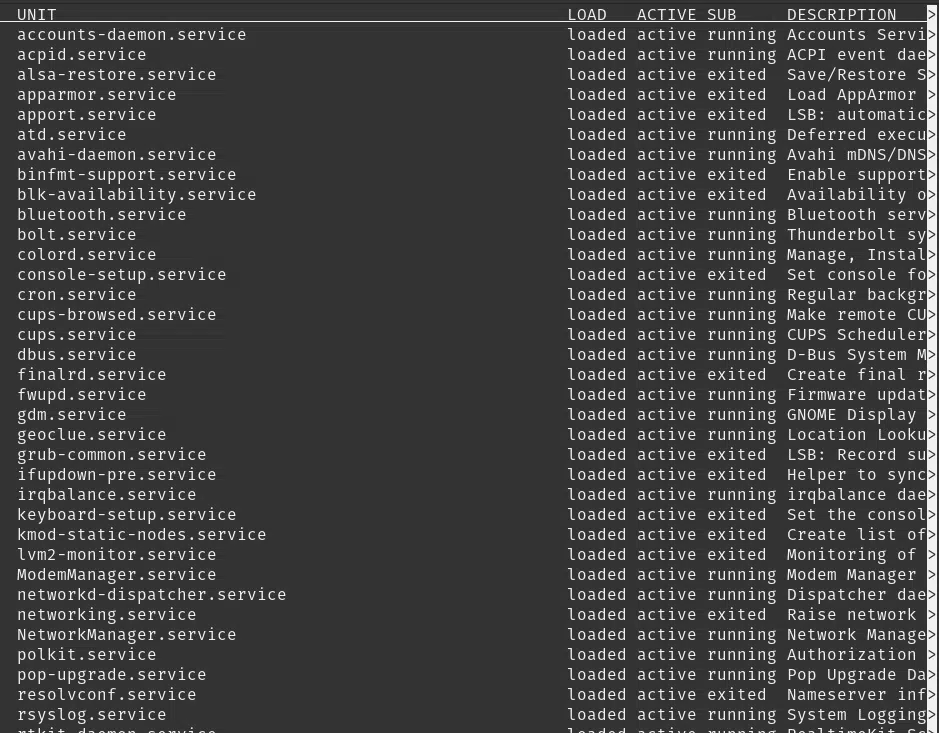 UNIT LOAD ACTIVE SUB DESCRIPTION >
accounts-daemon.service loaded active running Accounts Servi>
acpid.service loaded active running ACPI event dae>
alsa-restore.service loaded active exited Save/Restore S>
apparmor.service loaded active exited Load AppArmor >
apport.service loaded active exited LSB: automatic>
atd.service loaded active running Deferred execu>
avahi-daemon.service loaded active running Avahi mDNS/DNS>
binfmt-support.service loaded active exited Enable support>
blk-availability.service loaded active exited Availability o>
bluetooth.service loaded active running Bluetooth serv>
bolt.service loaded active running Thunderbolt sy>
colord.service loaded active running Manage, Instal>
console-setup.service loaded active exited Set console fo>
cron.service loaded active running Regular backgr>
cups-browsed.service loaded active running Make remote CU>
cups.service loaded active running CUPS Scheduler>
dbus.service loaded active running D-Bus System M>
finalrd.service loaded active exited Create final r>
fwupd.service loaded active running Firmware updat>
gdm.service loaded active running GNOME Display >
geoclue.service loaded active running Location Looku>
grub-common.service loaded active exited LSB: Record su>
ifupdown-pre.service loaded active exited Helper to sync>
irqbalance.service loaded active running irqbalance dae>
keyboard-setup.service loaded active exited Set the consol>
kmod-static-nodes.service loaded active exited Create list of>
lvm2-monitor.service loaded active exited Monitoring of >
ModemManager.service loaded active running Modem Manager >
networkd-dispatcher.service loaded active running Dispatcher dae>
networking.service loaded active exited Raise network >
NetworkManager.service loaded active running Network Manage>
polkit.service loaded active running Authorization >
pop-upgrade.service loaded active running Pop Upgrade Da>
resolvconf.service loaded active exited Nameserver inf>
rsyslog.service loaded active running System Logging>
rtkit-daemon.service loaded active running RealtimeKit Sc>